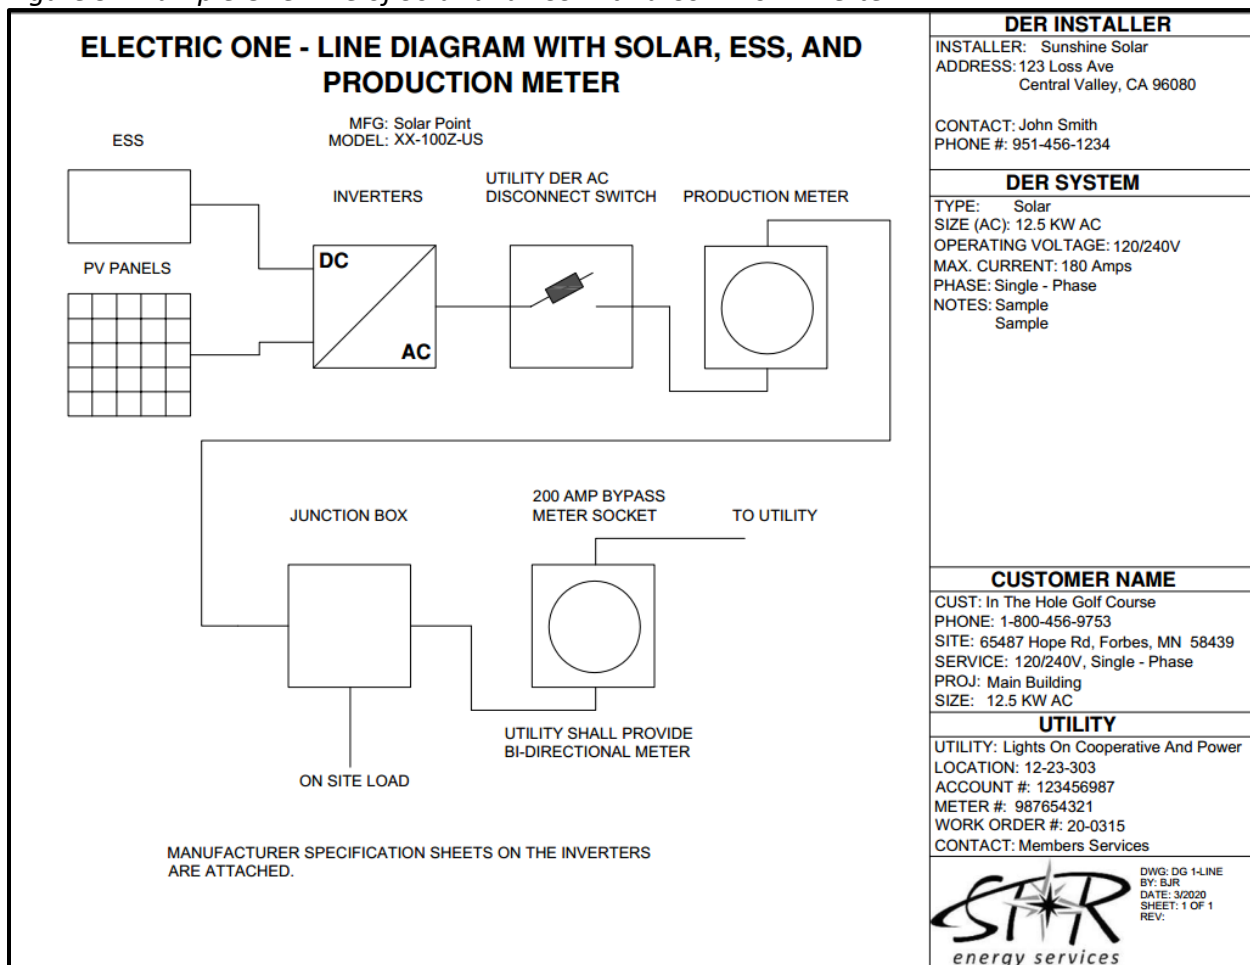 ELECTRIC ONE - LINE DIAGRAM WITH SOLAR, ESS, AND
PRODUCTION METER
MFG: Solar Point
MODEL: XX-100Z-US
ESS
INVERTERS
UTILITY DER AC
DISCONNECT SWITCH
PRODUCTION METER
PV PANELS
DC
AC
JUNCTION BOX
200 AMP BYPASS
METER SOCKET
TO UTILITY
UTILITY SHALL PROVIDE
BI-DIRECTIONAL METER
ON SITE LOAD
MANUFACTURER SPECIFICATION SHEETS ON THE INVERTERS
ARE ATTACHED.
DER INSTALLER
INSTALLER: Sunshine Solar
ADDRESS: 123 Loss Ave
Central Valley, CA 96080
CONTACT: John Smith
PHONE #: 951-456-1234
DER SYSTEM
TYPE: Solar
SIZE (AC): 12.5 KW AC
OPERATING VOLTAGE: 120/240V
MAX. CURRENT: 180 Amps
PHASE: Single - Phase
NOTES: Sample
Sample
CUSTOMER NAME
CUST: In The Hole Golf Course
PHONE: 1-800-456-9753
SITE: 65487 Hope Rd, Forbes, MN 58439
SERVICE: 120/240V, Single - Phase
PROJ: Main Building
SIZE: 12.5 KW AC
UTILITY
UTILITY: Lights On Cooperative And Power
LOCATION: 12-23-303
ACCOUNT #: 123456987
METER #: 987654321
WORK ORDER #: 20-0315
CONTACT: Members Services
STAR
energy services
DWG: DG 1-LINE
BY: BJR
DATE: 3/2020
SHEET: 1 OF 1
REV: